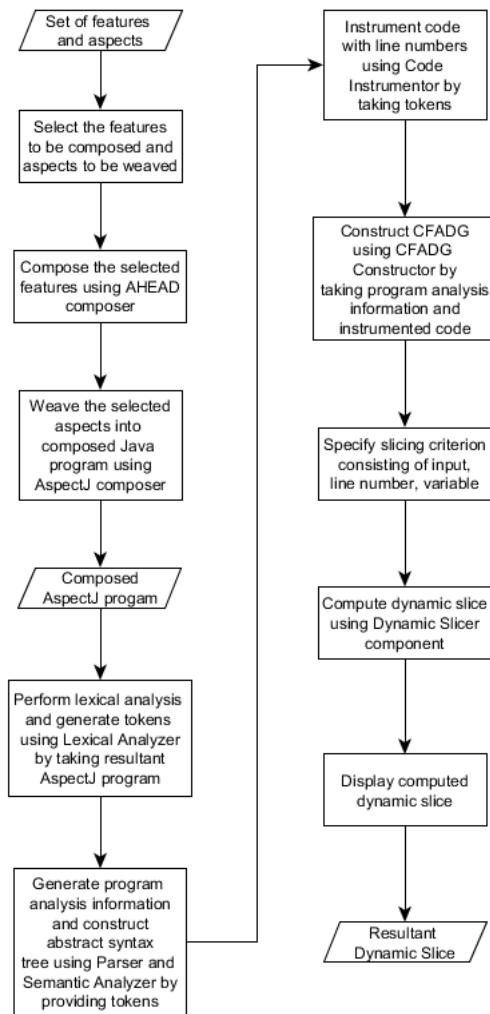 Set of features
and aspects
Select the features
to be composed and
aspects to be weaved
Compose the selected
features using AHEAD
composer
Weave the selected
aspects into
composed Java
program using
AspectJ composer
Composed
AspectJ progam
Perform lexical analysis
and generate tokens
using Lexical Analyzer
by taking resultant
AspectJ program
Generate program
analysis information
and construct
abstract syntax
tree using Parser and
Semantic Analyzer by
providing tokens
Instrument code
with line numbers
using Code
Instrumentor by
taking tokens
Construct CFADG
using CFADG
Constructor by
taking program analysis
information and
instrumented code
Specify slicing criterion
consisting of input,
line number, variable
Compute dynamic slice
using Dynamic Slicer
component
Display computed
dynamic slice
Resultant
Dynamic Slice